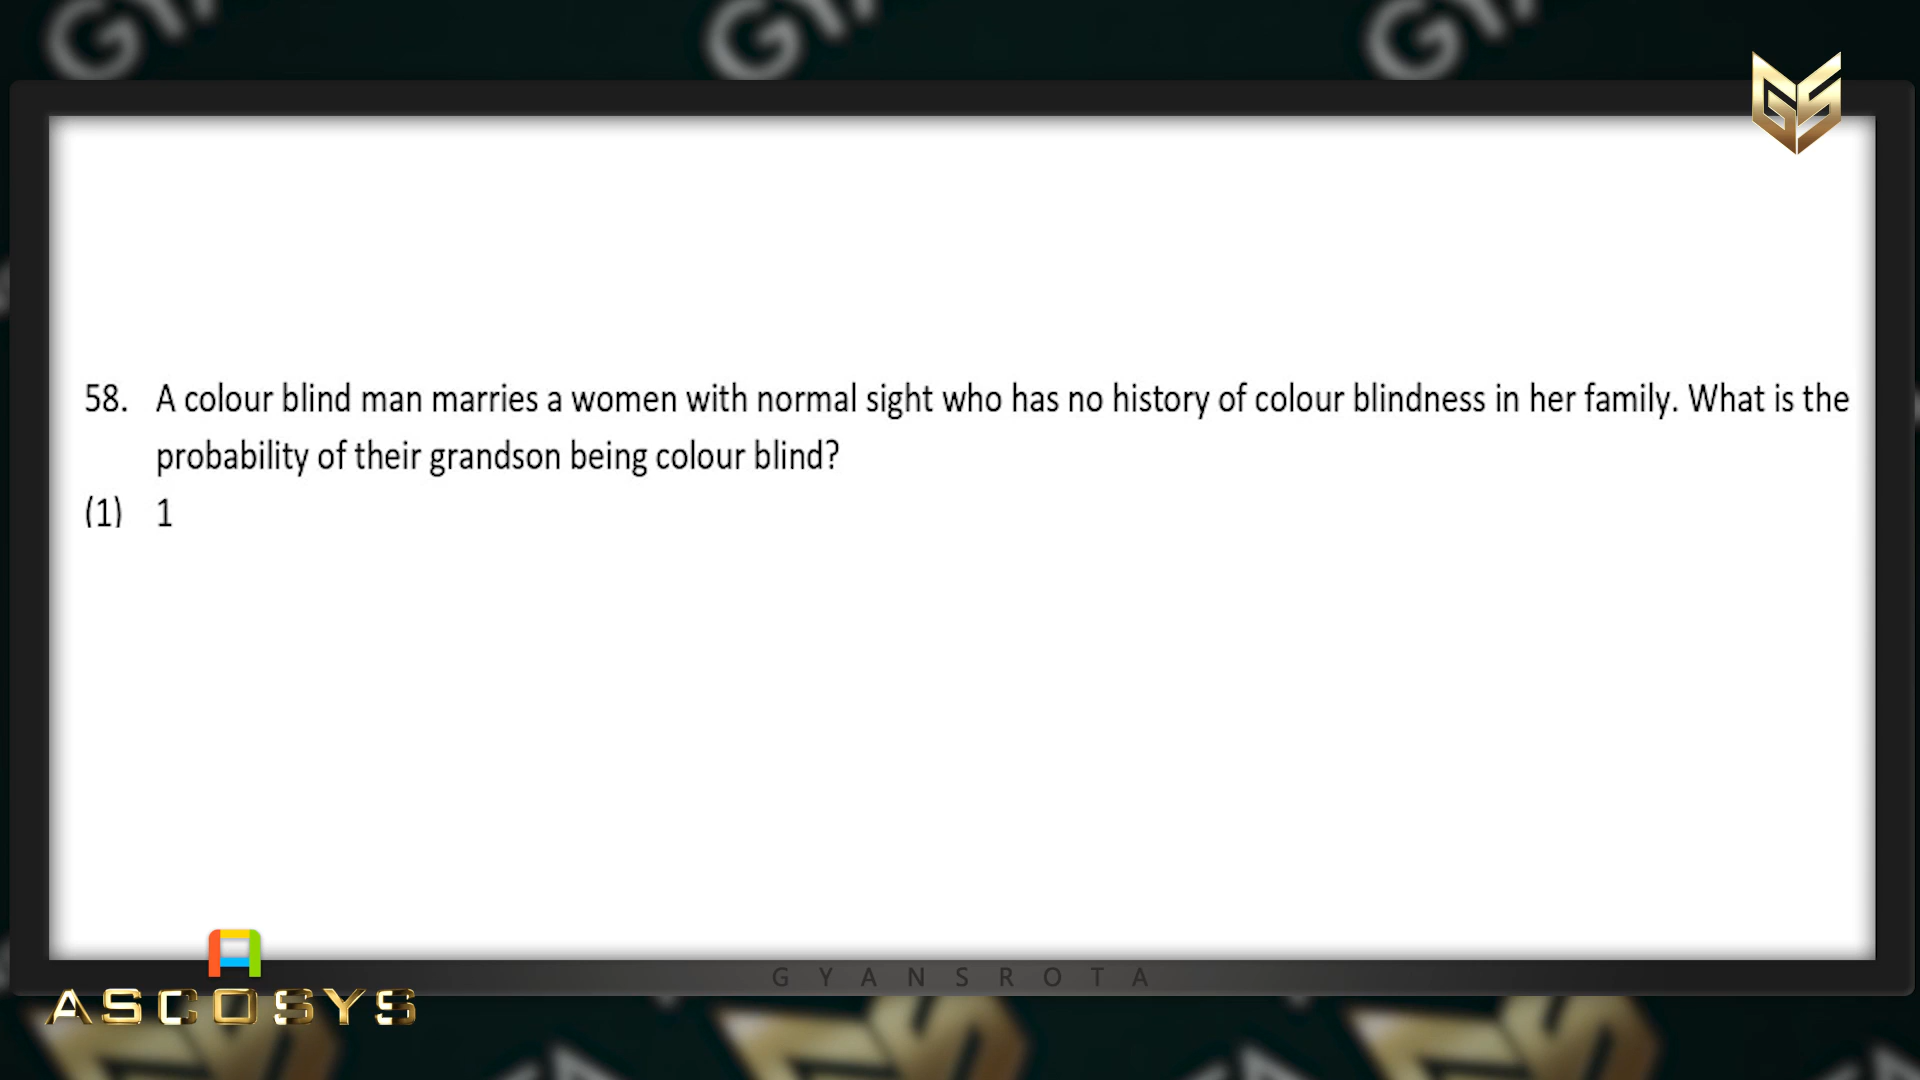 58. A colour blind man marries a women with normal sight who has no history of colour blindness in her family. What is the
probability of their grandson being colour blind?
(1) 1
GYANSROTA
ASCOSYS